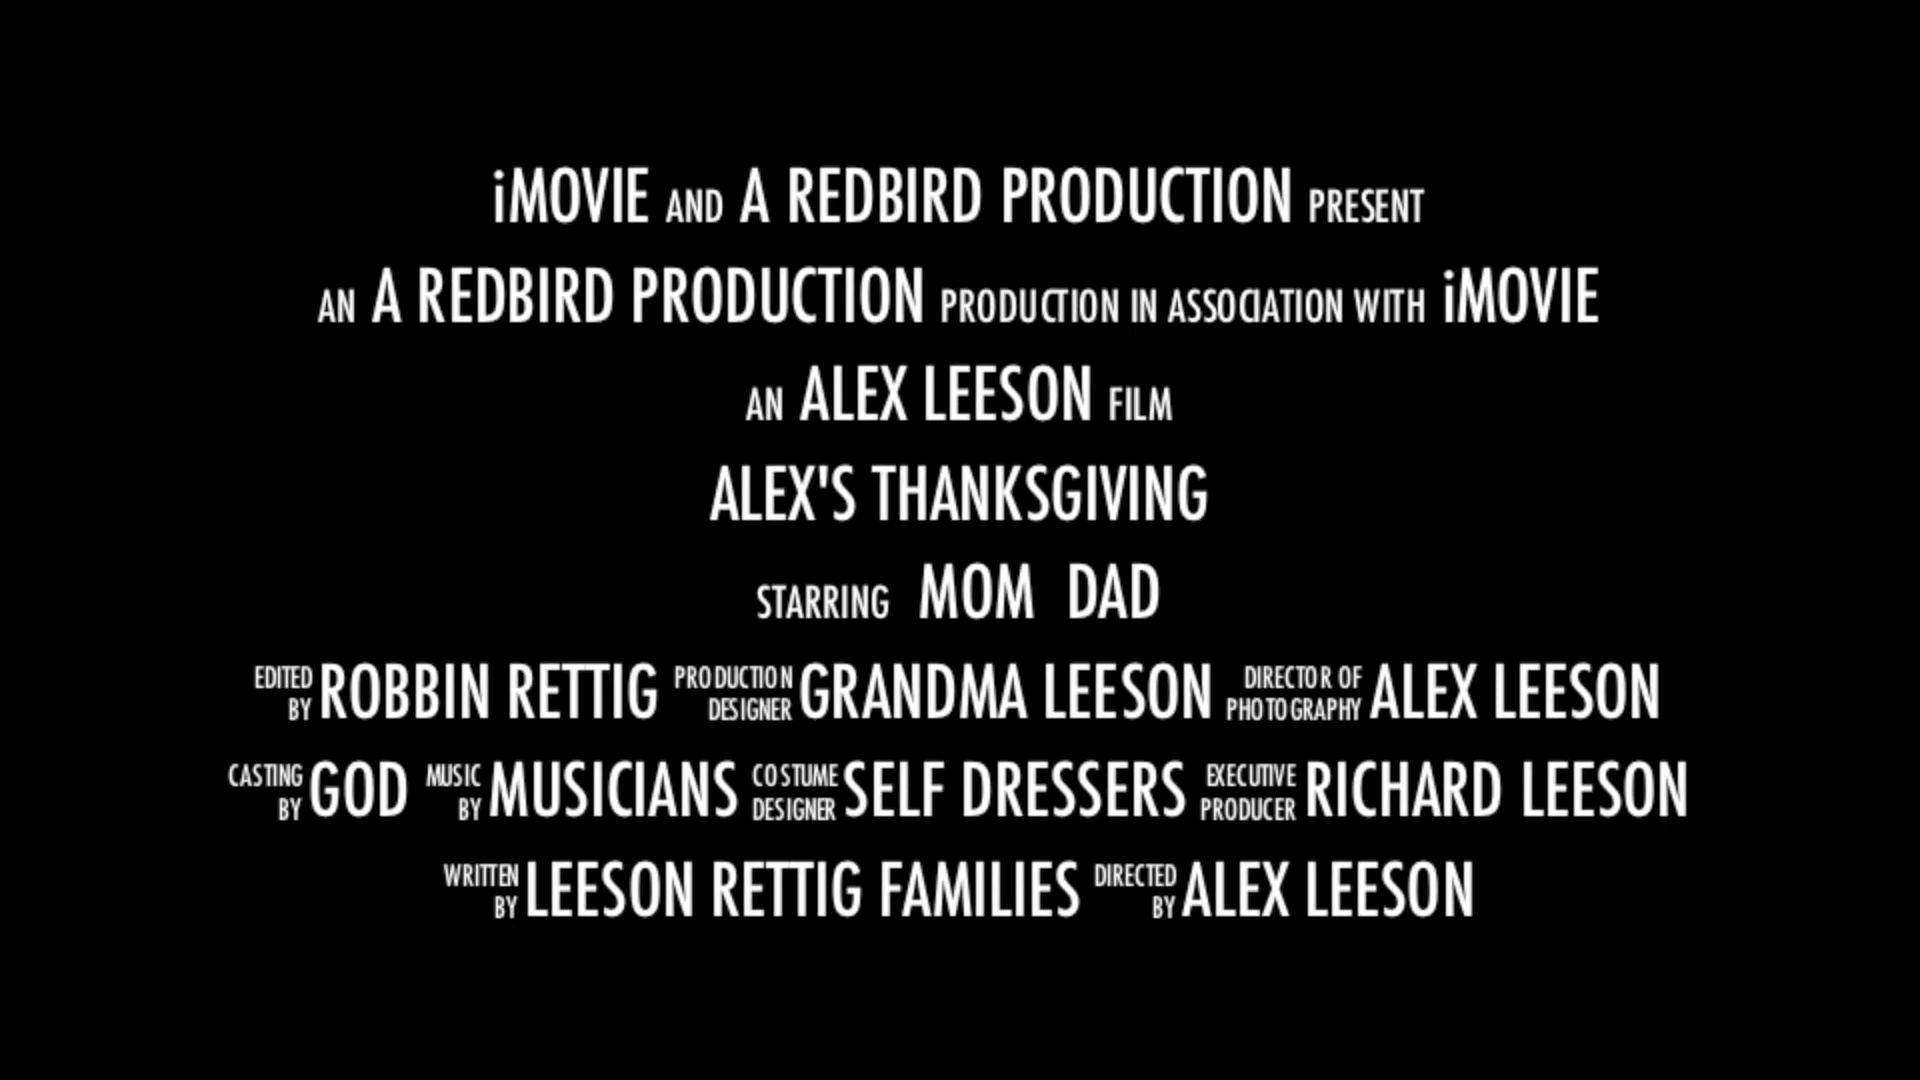 iMOVIE AND A REDBIRD PRODUCTION PRESENT
AN A REDBIRD PRODUCTION PRODUCTION IN ASSOCIATION WITH iMOVIE
AN ALEX LEESON FILM
ALEX'S THANKSGIVING
STARRING MOM DAD
EDITED BY ROBBIN RETTIG PRODUCTION DESIGNER GRANDMA LEESON DIRECTOR OF PHOTOGRAPHY ALEX LEESON
CASTING BY GOD MUSIC BY MUSICIANS COSTUME DESIGNER SELF DRESSERS EXECUTIVE PRODUCER RICHARD LEESON
WRITTEN BY LEESON RETTIG FAMILIES DIRECTED BY ALEX LEESON